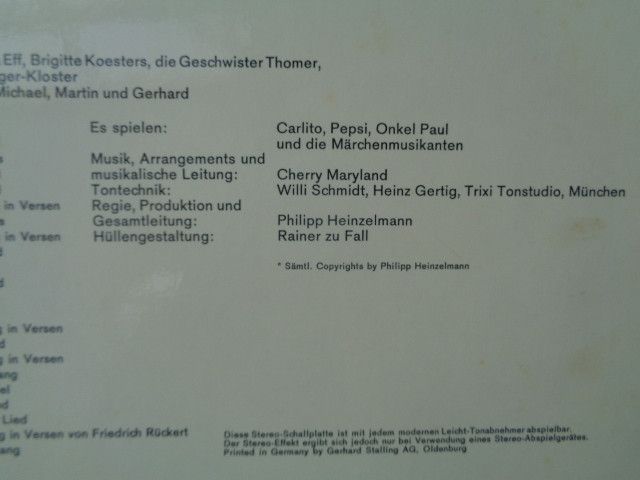 Eff, Brigitte Koesters, die Geschwister Thomer,
ger-Kloster
Michael, Martin und Gerhard
Es spielen: Carlito, Pepsi, Onkel Paul
und die Märchenmusikanten
Musik, Arrangements und
musikalische Leitung: Cherry Maryland
Tontechnik: Willi Schmidt, Heinz Gertig, Trixi Tonstudio, München
in Versen Regie, Produktion und
Gesamtleitung: Philipp Heinzelmann
in Versen Hüllengestaltung: Rainer zu Fall
* Sämtl. Copyrights by Philipp Heinzelmann
g in Versen
d
g in Versen
ang
el
nd
Lied
g in Versen von Friedrich Rückert
gang
Diese Stereo-Schallplatte ist mit jedem modernen Leicht-Tonabnehmer abspielbar.
Der Stereo-Effekt ergibt sich jedoch nur bei Verwendung eines Stereo-Abspielgerätes.
Printed in Germany by Gerhard Stalling AG, Oldenburg